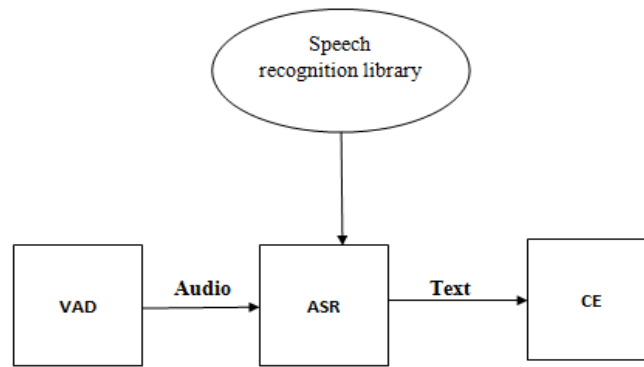 Speech
recognition library
VAD
Audio
ASR
Text
CE